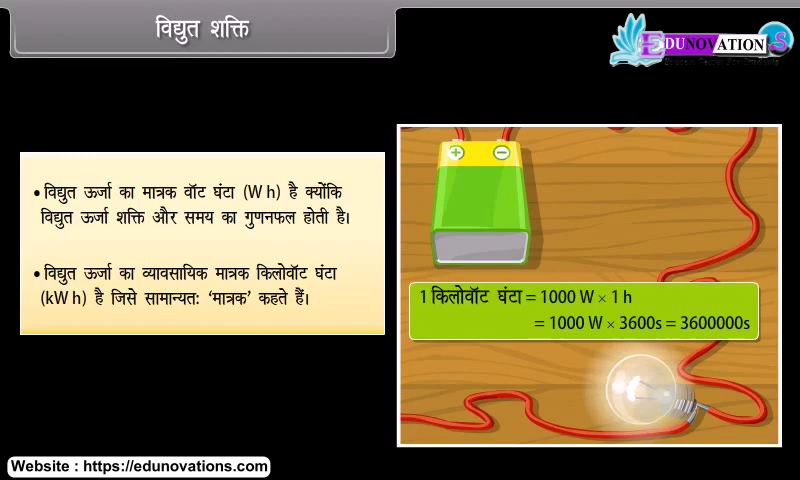 विद्युत शक्ति
EDUNOVATIONS
• विद्युत ऊर्जा का मात्रक वॉट घंटा (W h) है क्योंकि
विद्युत ऊर्जा शक्ति और समय का गुणनफल होती है।
• विद्युत ऊर्जा का व्यावसायिक मात्रक किलोवॉट घंटा
(kW h) है जिसे सामान्यतः ‘मात्रक’ कहते हैं।
+ −
1 किलोवॉट घंटा = 1000 W × 1 h
= 1000 W × 3600s = 3600000s
Website : https://edunovations.com